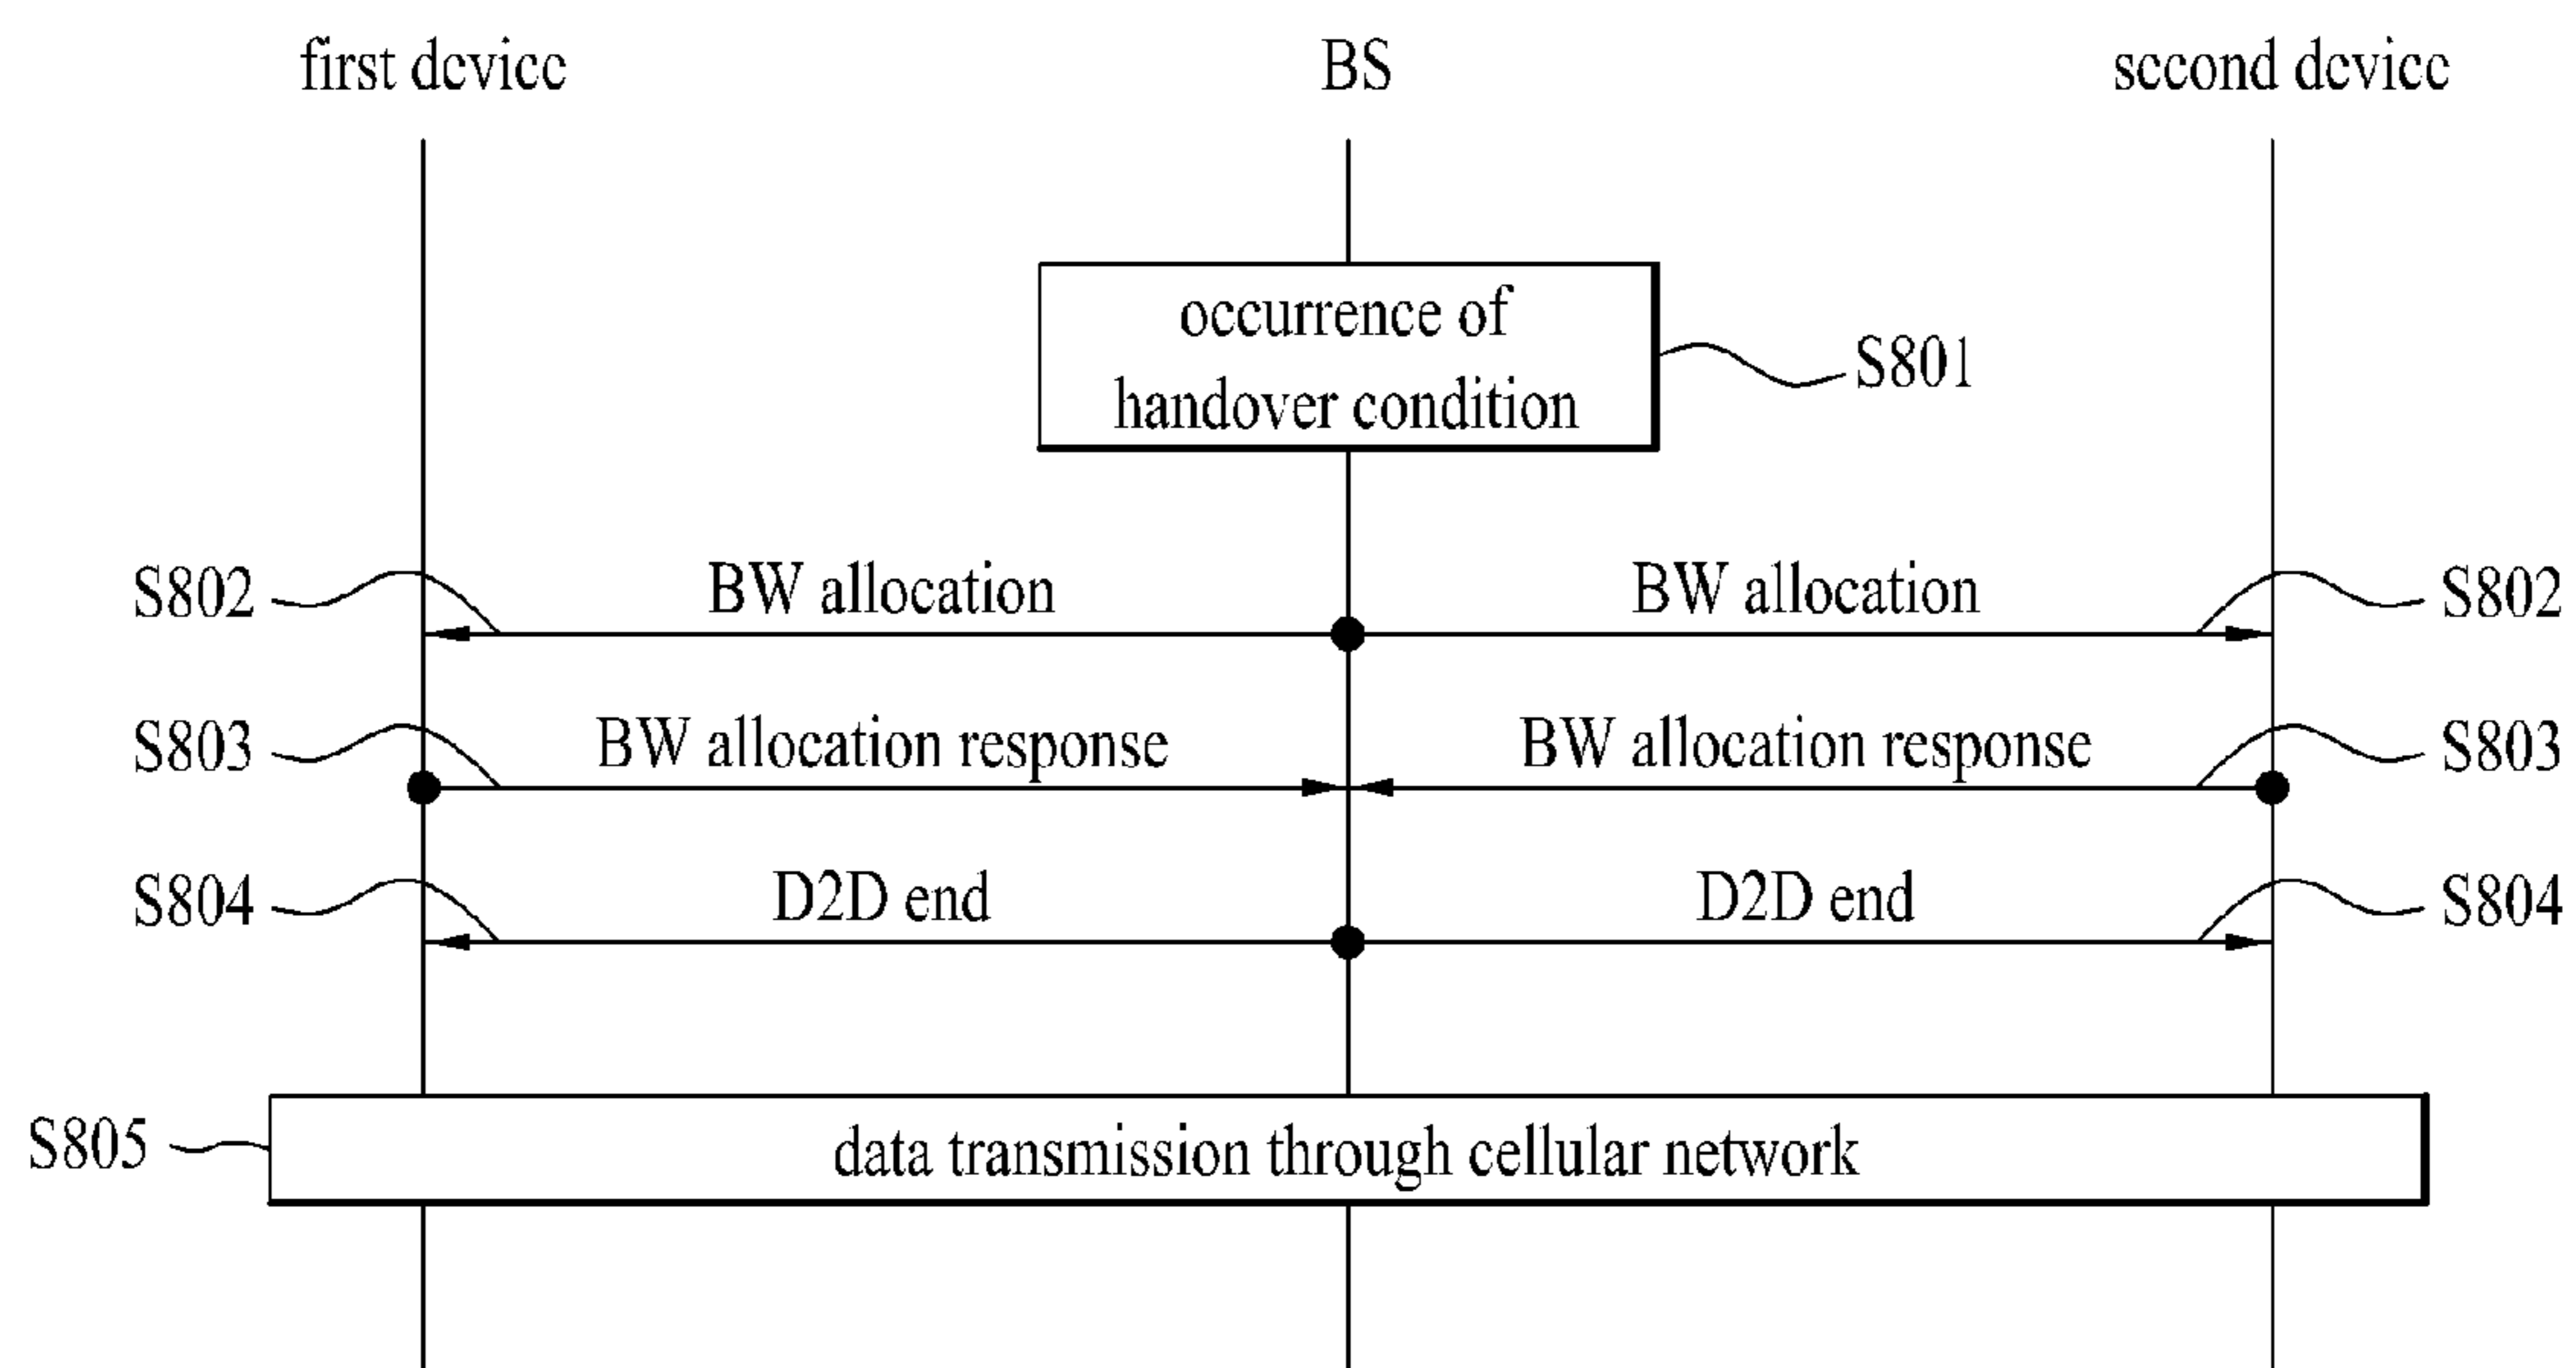 first device
BS
second device
occurrence of
handover condition
S801
S802
BW allocation
BW allocation
S802
S803
BW allocation response
BW allocation response
S803
S804
D2D end
D2D end
S804
S805
data transmission through cellular network